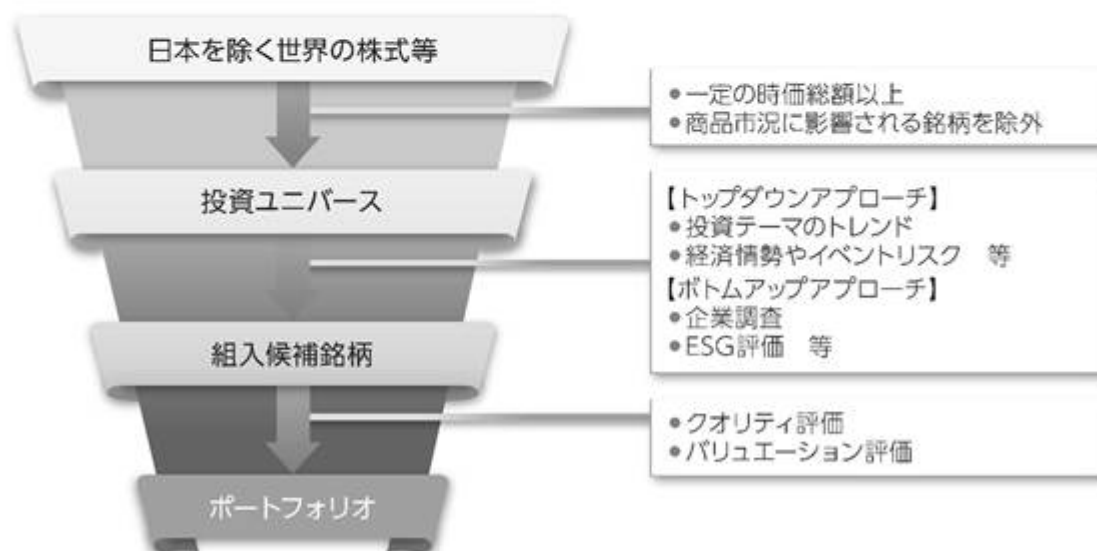 日本を除く世界の株式等
●一定の時価総額以上
●商品市況に影響される銘柄を除外
投資ユニバース
【トップダウンアプローチ】
●投資テーマのトレンド
●経済情勢やイベントリスク　等
【ボトムアップアプローチ】
●企業調査
●ESG評価　等
組入候補銘柄
●クオリティ評価
●バリュエーション評価
ポートフォリオ